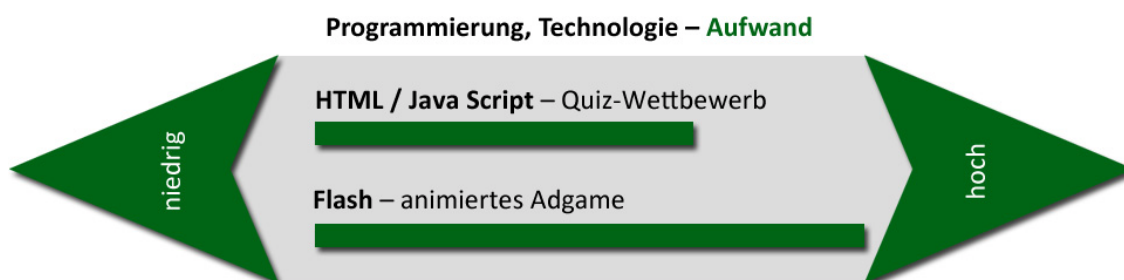 Programmierung, Technologie – Aufwand
HTML / Java Script – Quiz-Wettbewerb
niedrig
hoch
Flash – animiertes Adgame